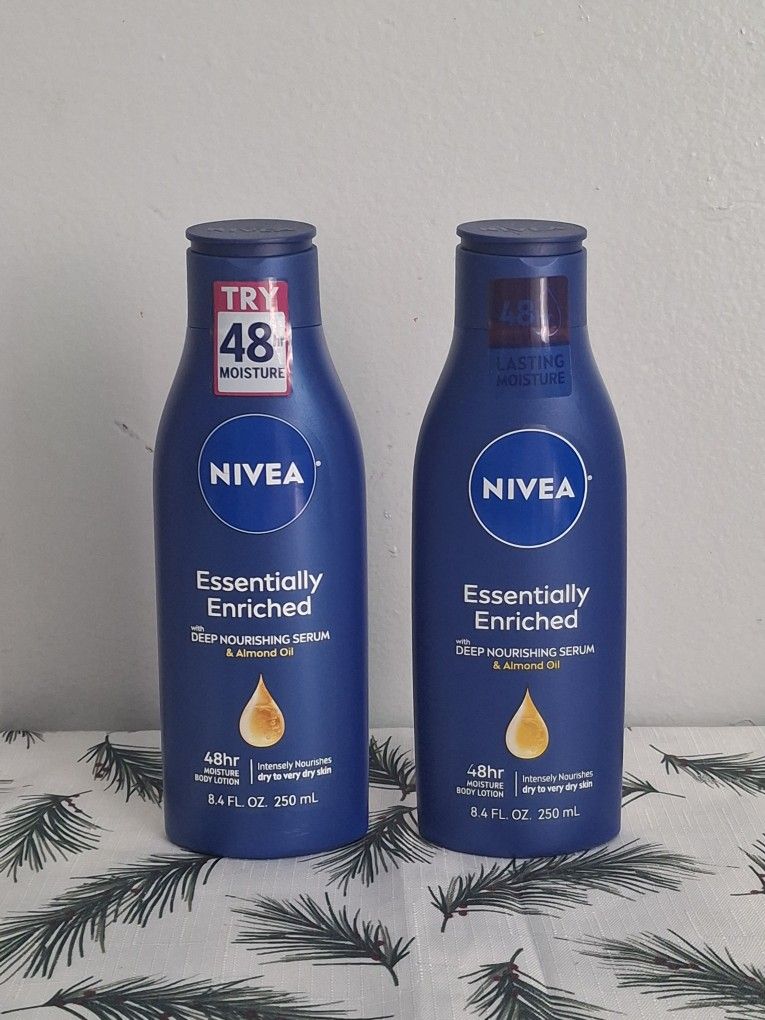 TRY
48hr
MOISTURE
NIVEA
Essentially
Enriched
with
DEEP NOURISHING SERUM
& Almond Oil
48hr
MOISTURE
BODY LOTION
Intensely Nourishes
dry to very dry skin
8.4 FL. OZ. 250 mL
48h
LASTING
MOISTURE
NIVEA
Essentially
Enriched
with
DEEP NOURISHING SERUM
& Almond Oil
48hr
MOISTURE
BODY LOTION
Intensely Nourishes
dry to very dry skin
8.4 FL. OZ. 250 mL